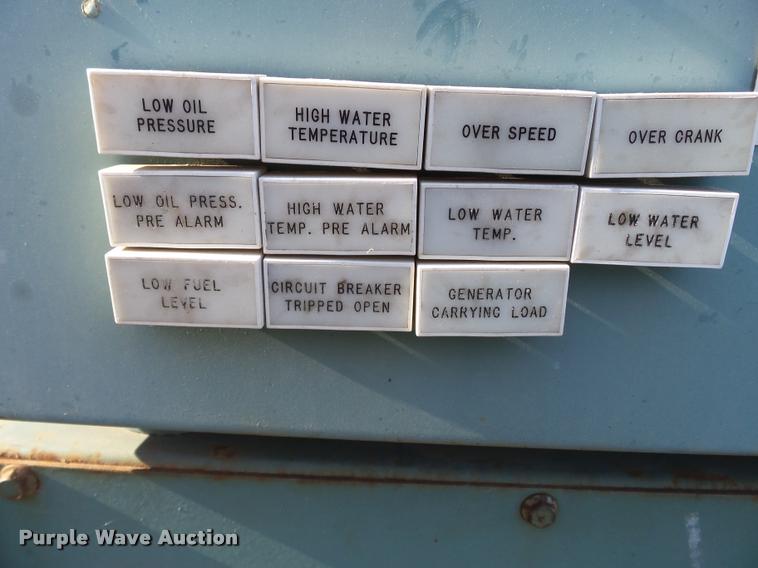 LOW OIL
PRESSURE
HIGH WATER
TEMPERATURE
OVER SPEED
OVER CRANK
LOW OIL PRESS.
PRE ALARM
HIGH WATER
TEMP. PRE ALARM
LOW WATER
TEMP.
LOW WATER
LEVEL
LOW FUEL
LEVEL
CIRCUIT BREAKER
TRIPPED OPEN
GENERATOR
CARRYING LOAD
Purple Wave Auction